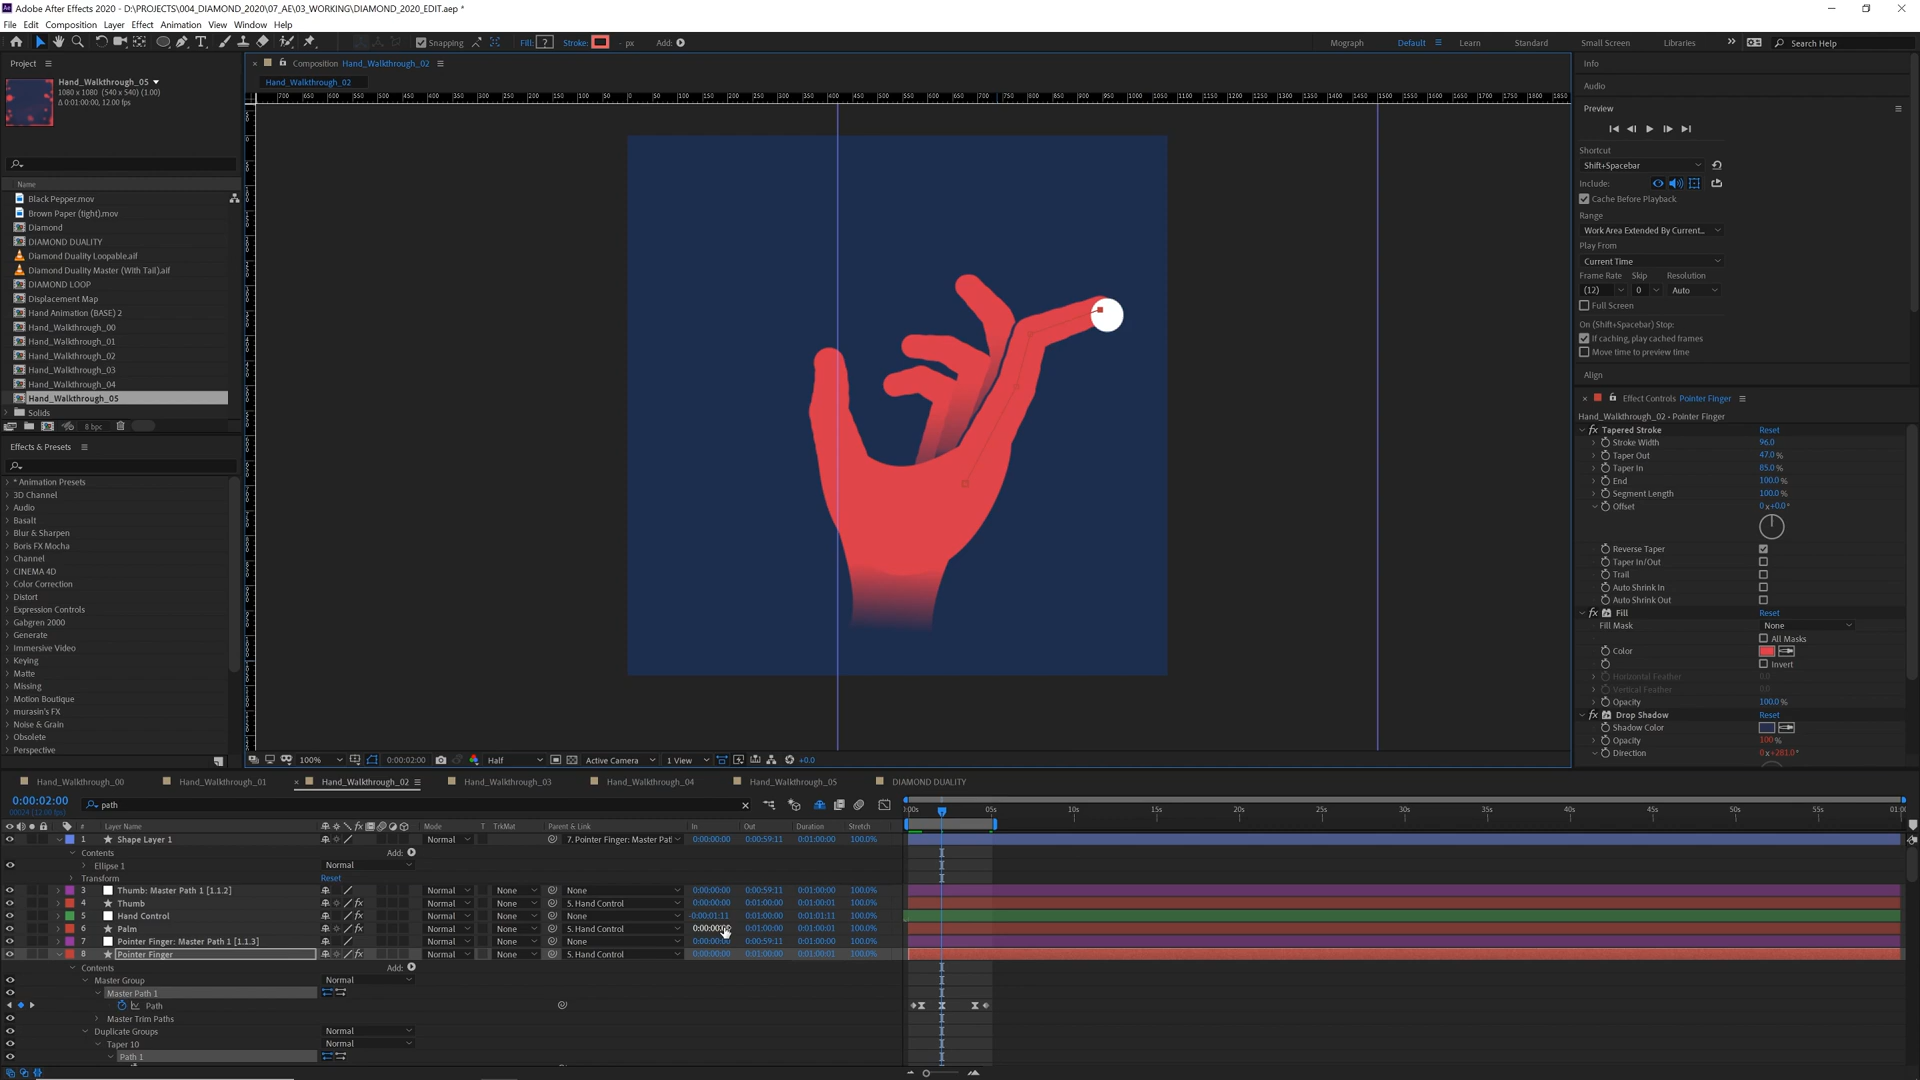 Adobe After Effects 2020 - D:\PROJECTS\004_DIAMOND_2020\07_AE\03_WORKING\DIAMOND_2020_EDIT.aep *
File Edit Composition Layer Effect Animation View Window Help
Snapping Fill: ? Stroke: - px Add: Mograph Default Learn Standard Small Screen Libraries Search Help
Project
Hand_Walkthrough_05
1080 x 1080 (540 x 540) (1.00)
Δ 0:01:00:00, 12.00 fps
Name
Black Pepper.mov
Brown Paper (tight).mov
Diamond
DIAMOND DUALITY
Diamond Duality Loopable.aif
Diamond Duality Master (With Tail).aif
DIAMOND LOOP
Displacement Map
Hand Animation (BASE) 2
Hand_Walkthrough_00
Hand_Walkthrough_01
Hand_Walkthrough_02
Hand_Walkthrough_03
Hand_Walkthrough_04
Hand_Walkthrough_05
Solids
8 bpc
Effects & Presets
* Animation Presets
3D Channel
Audio
Basalt
Blur & Sharpen
Boris FX Mocha
Channel
CINEMA 4D
Color Correction
Distort
Expression Controls
Gabgren 2000
Generate
Immersive Video
Keying
Matte
Missing
Motion Boutique
murasin's FX
Noise & Grain
Obsolete
Perspective
Composition Hand_Walkthrough_02
Hand_Walkthrough_02
100% 0:00:02:00 Half Active Camera 1 View +0.0
Info
Audio
Preview
Shortcut
Shift+Spacebar
Include:
Cache Before Playback
Range
Work Area Extended By Current...
Play From
Current Time
Frame Rate Skip Resolution
(12) 0 Auto
Full Screen
On (Shift+Spacebar) Stop:
If caching, play cached frames
Move time to preview time
Align
Effect Controls Pointer Finger
Hand_Walkthrough_02 • Pointer Finger
Tapered Stroke Reset
Stroke Width 96.0
Taper Out 47.0 %
Taper In 85.0 %
End 100.0 %
Segment Length 100.0 %
Offset 0 x+0.0°
Reverse Taper
Taper In/Out
Trail
Auto Shrink In
Auto Shrink Out
Fill Reset
Fill Mask None
All Masks
Color
Invert
Horizontal Feather 0.0
Vertical Feather 0.0
Opacity 100.0 %
Drop Shadow Reset
Shadow Color
Opacity 100 %
Direction 0 x+281.0°
Hand_Walkthrough_00 Hand_Walkthrough_01 Hand_Walkthrough_02 Hand_Walkthrough_03 Hand_Walkthrough_04 Hand_Walkthrough_05 DIAMOND DUALITY
0:00:02:00 path
00024 (12.00 fps)
# Layer Name Mode T TrkMat Parent & Link In Out Duration Stretch
05s 10s 15s 20s 25s 30s 35s 40s 45s 50s 55s
1 Shape Layer 1 Normal 7. Pointer Finger: Master Pat 0:00:00:00 0:00:59:11 0:01:00:00 100.0%
Contents Add:
Ellipse 1 Normal
Transform Reset
3 Thumb: Master Path 1 [1.1.2] Normal None None 0:00:00:00 0:00:59:11 0:01:00:00 100.0%
4 Thumb Normal None 5. Hand Control 0:00:00:00 0:01:00:00 0:01:00:01 100.0%
5 Hand Control Normal None None -0:00:01:11 0:01:00:00 0:01:01:11 100.0%
6 Palm Normal None 5. Hand Control 0:00:00:00 0:01:00:00 0:01:00:01 100.0%
7 Pointer Finger: Master Path 1 [1.1.3] Normal None None 0:00:00:00 0:00:59:11 0:01:00:00 100.0%
8 Pointer Finger Normal None 5. Hand Control 0:00:00:00 0:01:00:00 0:01:00:01 100.0%
Contents Add:
Master Group Normal
Master Path 1
Path
Master Trim Paths
Duplicate Groups Normal
Taper 10 Normal
Path 1